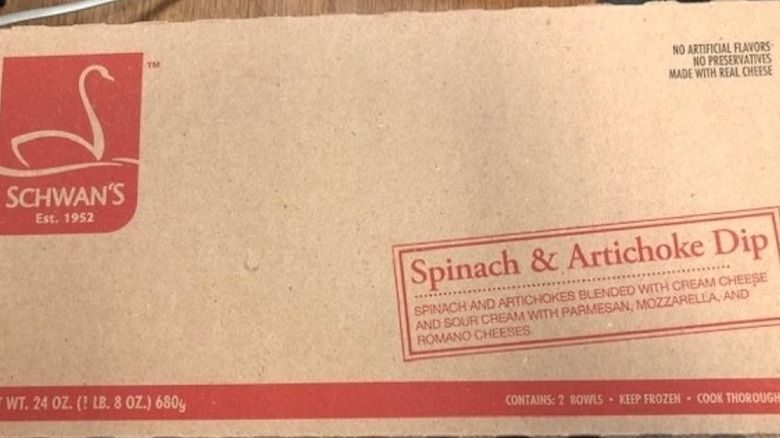 NO ARTIFICIAL FLAVORS
NO PRESERVATIVES
MADE WITH REAL CHEESE
TM
SCHWAN'S
Est. 1952
Spinach & Artichoke Dip
SPINACH AND ARTICHOKES BLENDED WITH CREAM CHEESE
AND SOUR CREAM WITH PARMESAN, MOZZARELLA, AND
ROMANO CHEESES.
WT. 24 OZ. (1 LB. 8 OZ.) 680g
CONTAINS: 2 BOWLS • KEEP FROZEN • COOK THOROUGH